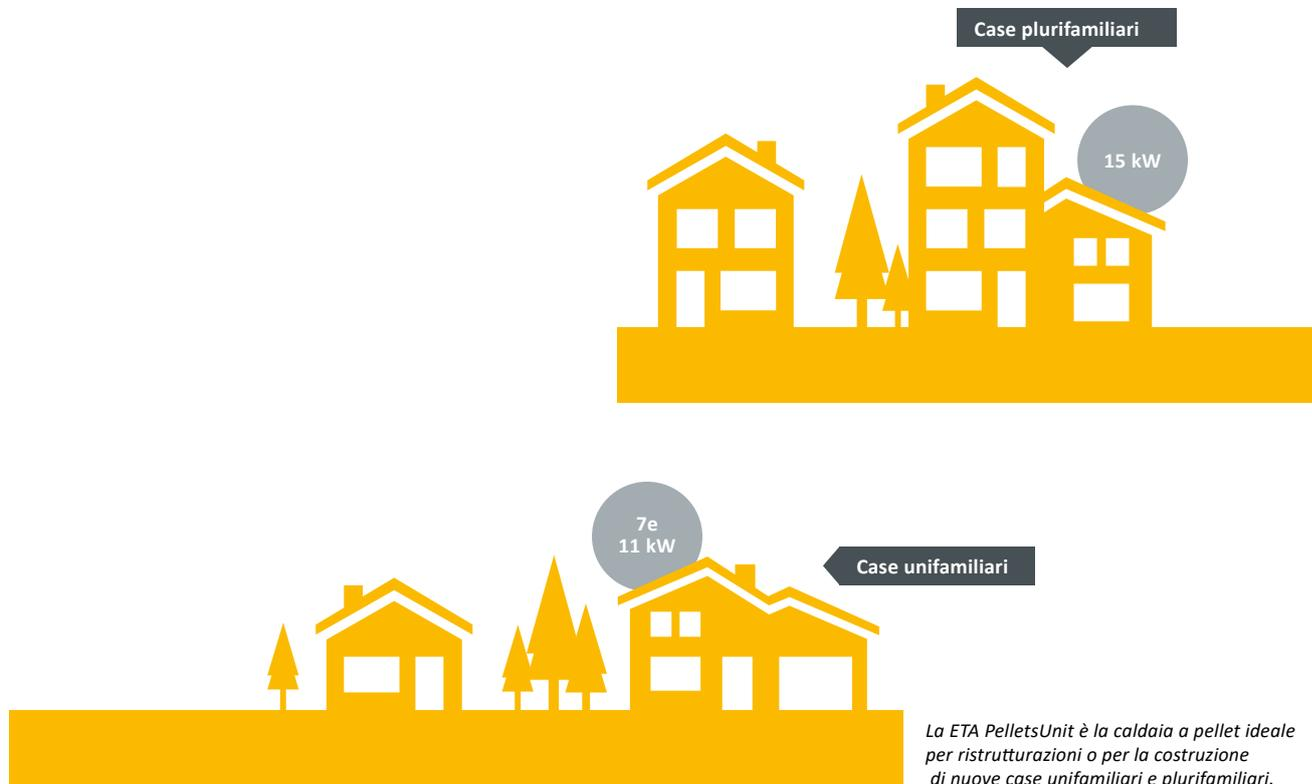 Case plurifamiliari
15 kW
7e
11 kW
Case unifamiliari
La ETA PelletsUnit è la caldaia a pellet ideale
per ristrutturazioni o per la costruzione
di nuove case unifamiliari e plurifamiliari.